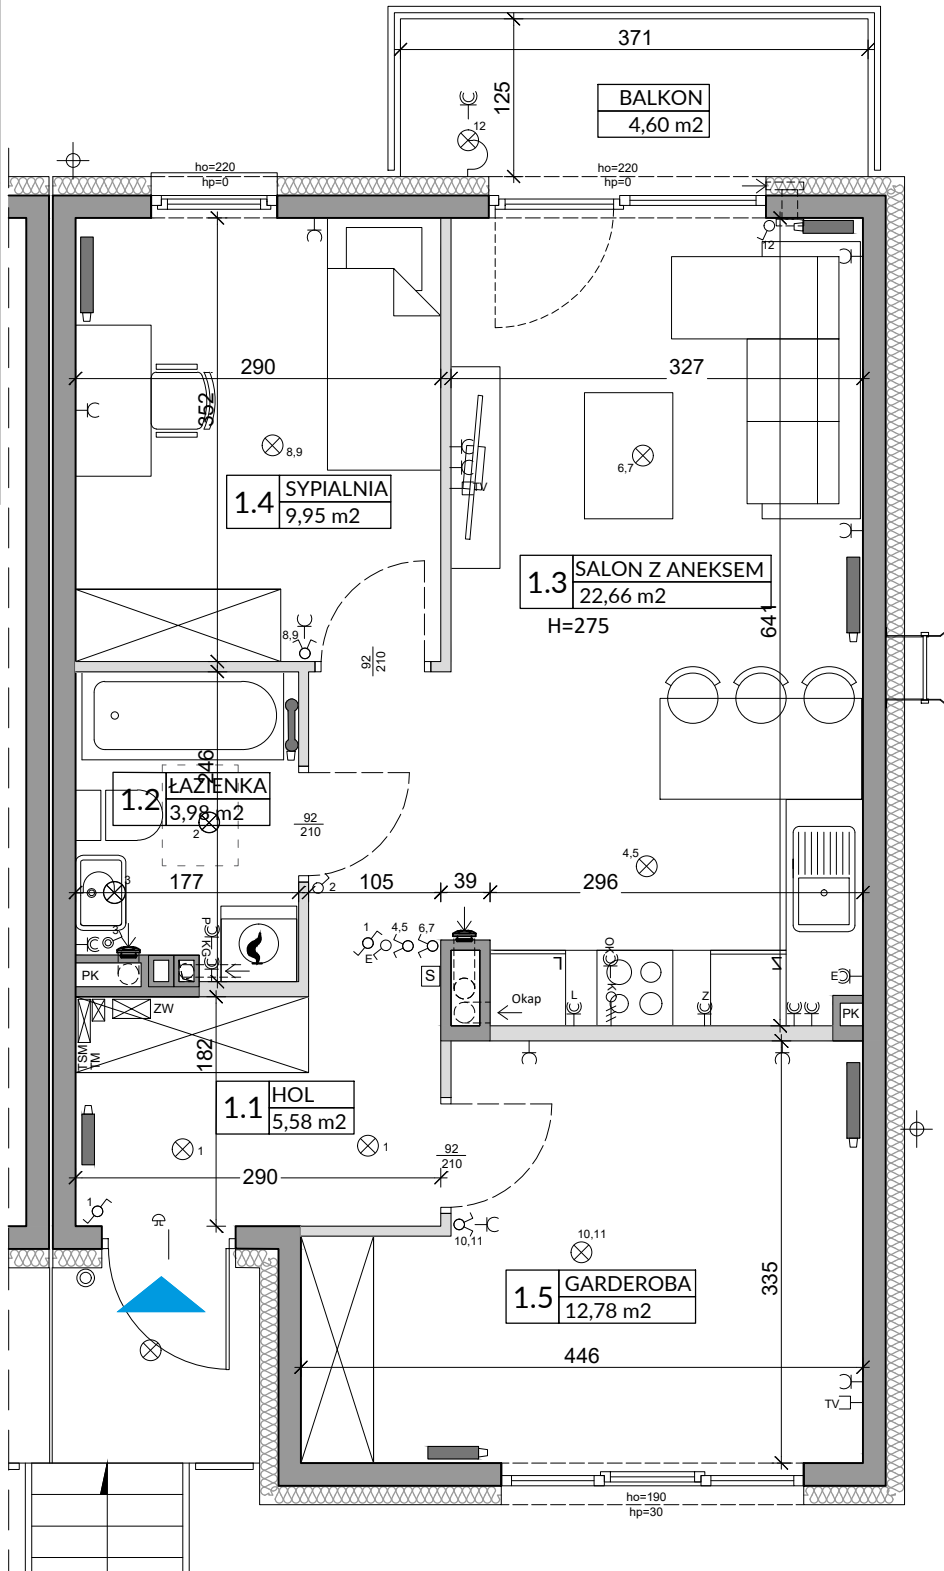 371
125
BALKON
4,60 m2
12
ho=220
hp=0
ho=220
hp=0
12
290
327
352
8,9
6,7
TV
1.4
SYPIALNIA
9,95 m2
1.3
SALON Z ANEKSEM
22,66 m2
H=275
641
8,9
92
210
246
1.2
ŁAZIENKA
3,98 m2
2
92
210
4,5
3
177
2
105
39
296
3
PK
P
KG
1
4,5
6,7
E
S
Okap
L
OK
K
Z
E
PK
ZW
TSM
TM
182
1.1
HOL
5,58 m2
1
1
92
210
290
1
10,11
10,11
1.5
GARDEROBA
12,78 m2
335
446
TV
ho=190
hp=30